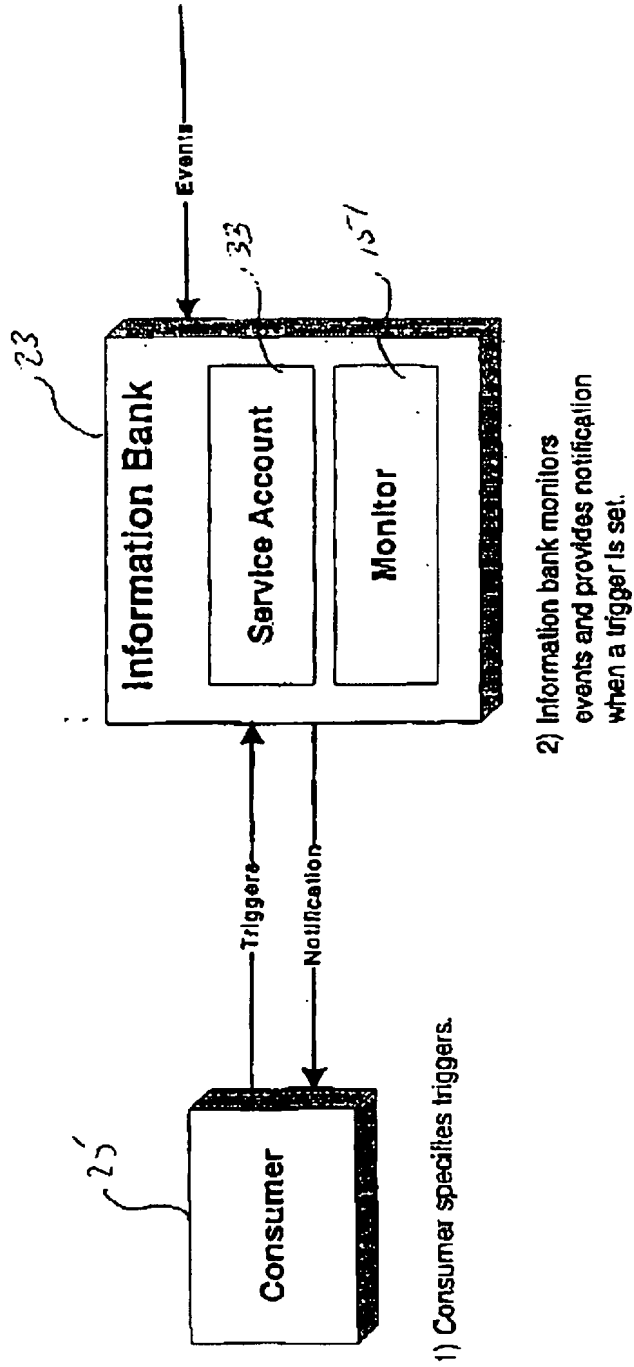 25
Consumer
1) Consumer specifies triggers.
Triggers
Notification
23
Information Bank
Service Account
33
Monitor
151
2) Information bank monitors
events and provides notification
when a trigger is set.
Events